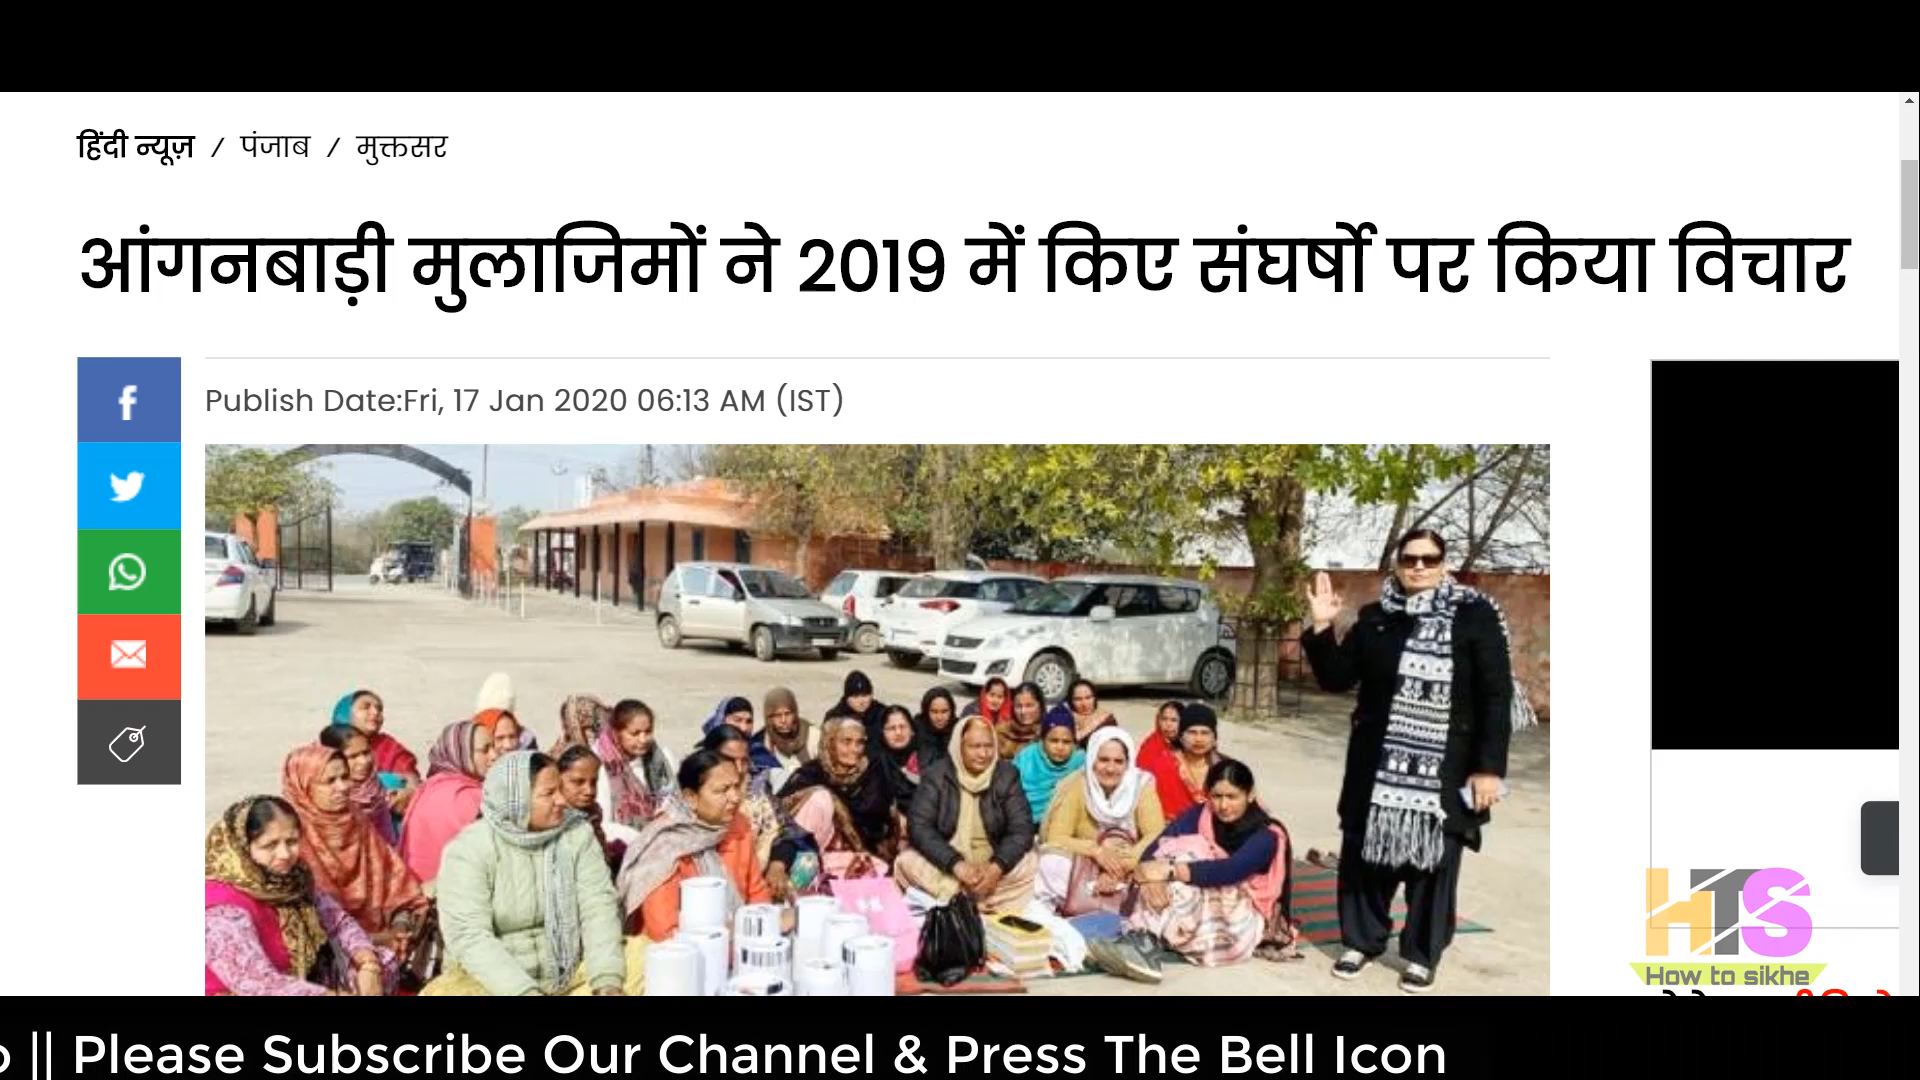 हिंदी न्यूज़ / पंजाब / मुक्तसर
आंगनबाड़ी मुलाजिमों ने 2019 में किए संघर्षो पर किया विचार
Publish Date:Fri, 17 Jan 2020 06:13 AM (IST)
HTS
How to sikhe
|| Please Subscribe Our Channel & Press The Bell Icon